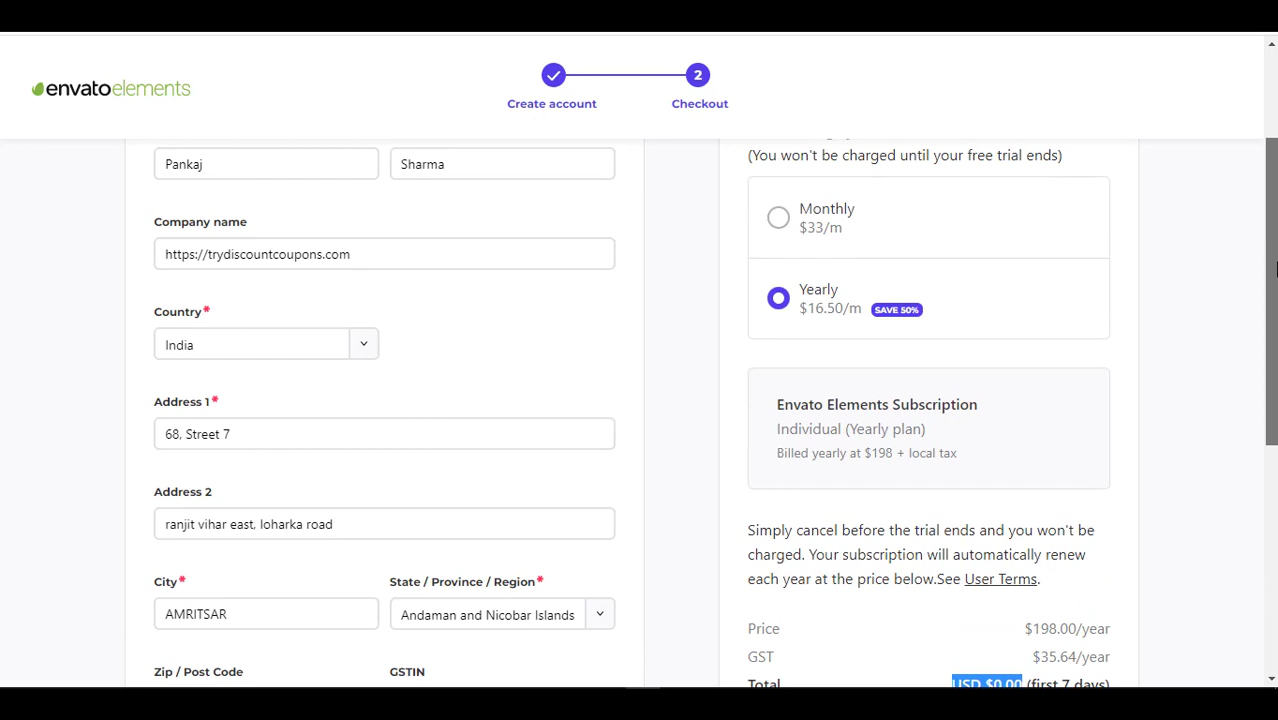 envatoelements
2
Create account
Checkout
Pankaj
Sharma
Company name
https://trydiscountcoupons.com
Country*
India
Address 1*
68, Street 7
Address 2
ranjit vihar east, loharka road
City*
State / Province / Region*
AMRITSAR
Andaman and Nicobar Islands
Zip / Post Code
GSTIN
(You won't be charged until your free trial ends)
Monthly
$33/m
Yearly
$16.50/m SAVE 50%
Envato Elements Subscription
Individual (Yearly plan)
Billed yearly at $198 + local tax
Simply cancel before the trial ends and you won't be
charged. Your subscription will automatically renew
each year at the price below.See User Terms.
Price $198.00/year
GST $35.64/year
Total USD $0.00 (first 7 days)